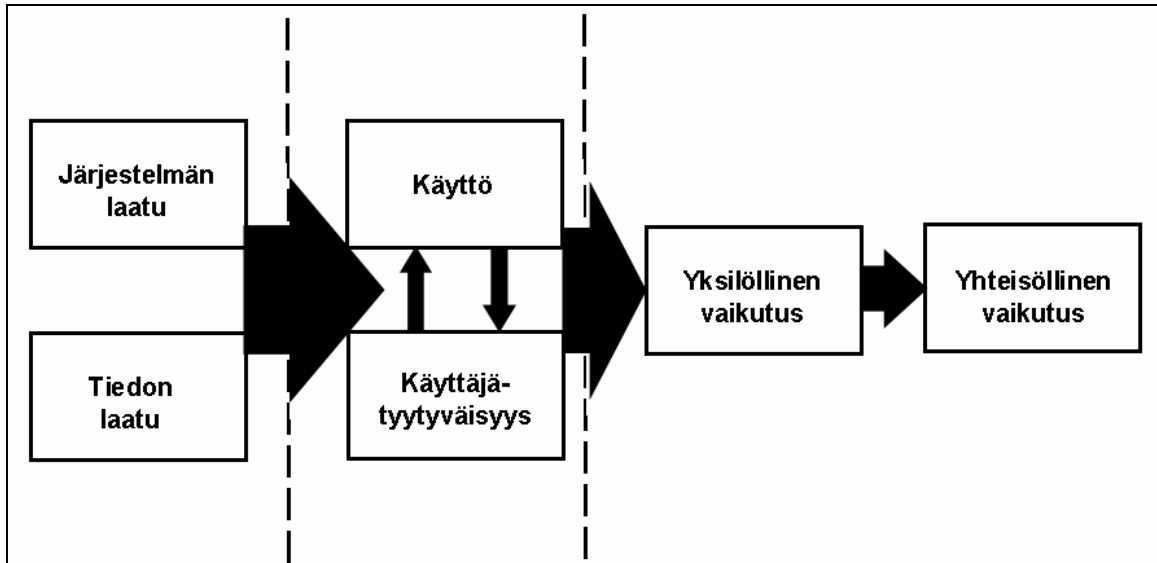 Järjestelmän
laatu
Tiedon
laatu
Käyttö
Käyttäjä-
tyytyväisyys
Yksilöllinen
vaikutus
Yhteisöllinen
vaikutus